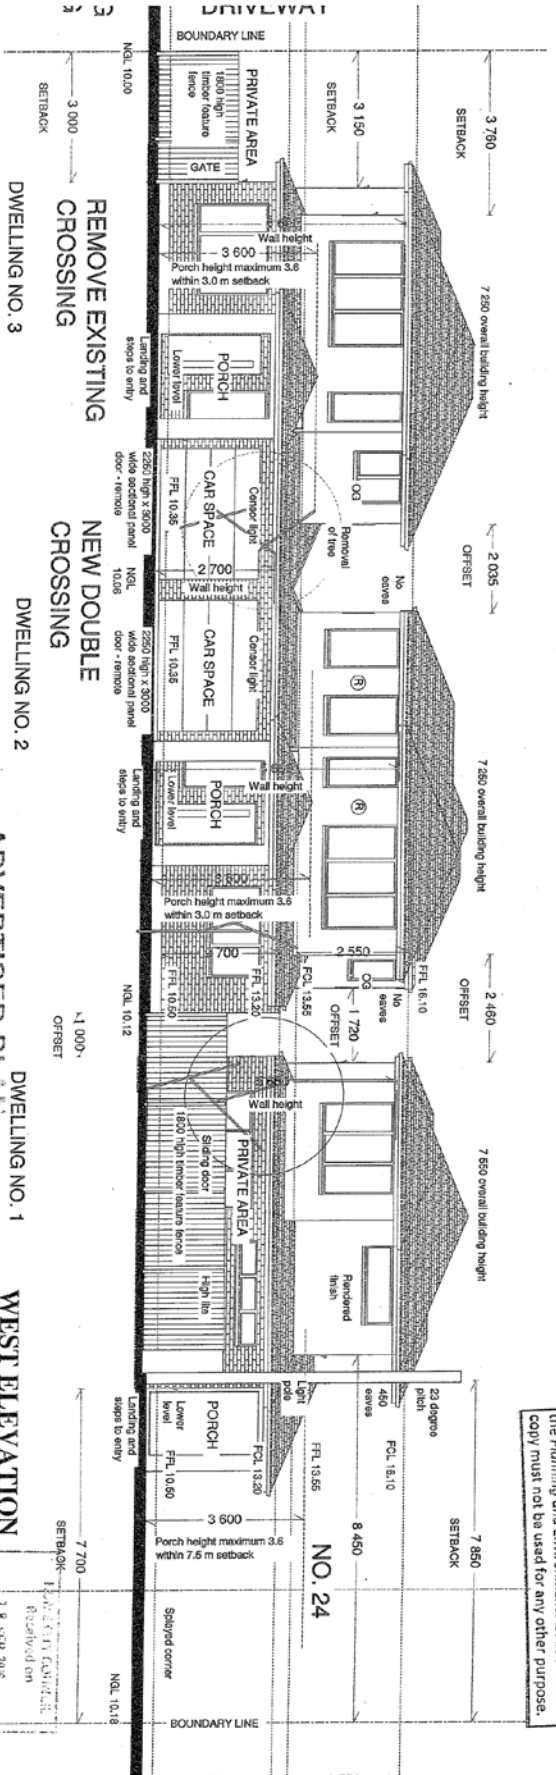 DRIVEWAY
BOUNDARY LINE
NGL 10.00
3 000
SETBACK
PRIVATE AREA
1800 high
timber feature
fence
GATE
3 150
SETBACK
3 760
SETBACK
REMOVE EXISTING
CROSSING
DWELLING NO. 3
Wall height
3 600
Porch height maximum 3.6
within 3.0 m setback
7 250 overall building height
Landing and
steps to entry
PORCH
Lower level
OG
2250 high x 3000
wide sectional panel
door - remote
FFL 10.35
CAR SPACE
Censor light
Removal
of tree
2 035
OFFSET
No
eaves
NEW DOUBLE
CROSSING
NGL
10.06
2 700
Wall height
2250 high x 3000
wide sectional panel
door - remote
FFL 10.35
CAR SPACE
Censor light
R
R
DWELLING NO. 2
Landing and
steps to entry
PORCH
Lower level
Wall height
7 250 overall building height
Porch height maximum 3.6
within 3.0 m setback
700
2 550
FFL 10.50
FCL 13.20
FCL 13.55
FFL 16.10
OG
No
eaves
2 460
OFFSET
1 720
OFFSET
NGL 10.12
1 000
OFFSET
DWELLING NO. 1
Wall height
PRIVATE AREA
Sliding door
1800 high timber feature fence
High lite
7 550 overall building height
Rendered
finish
WEST ELEVATION
23 degree
pitch
450
eaves
FCL 16.10
FFL 13.55
FCL 13.20
FFL 10.50
Light
pole
PORCH
Lower
level
Landing and
steps to entry
3 600
Porch height maximum 3.6
within 7.5 m setback
NO. 24
8 450
7 850
SETBACK
7 700
SETBACK
Splayed corner
NGL 10.18
BOUNDARY LINE
Received on
copy must not be used for any other purpose.